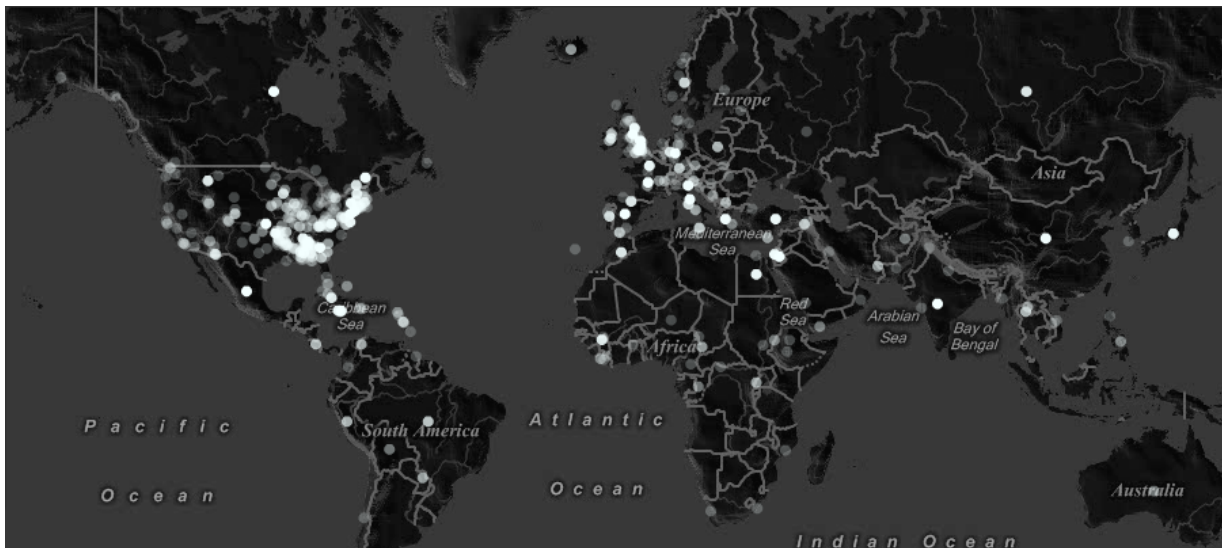 Europe
Asia
Mediterranean
Sea
Caribbean
Sea
Red
Sea
Arabian
Sea
Bay of
Bengal
Africa
Pacific
Ocean
South America
Atlantic
Ocean
Australia
Indian Ocean